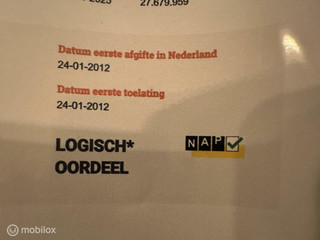 27.679.959
Datum eerste afgifte in Nederland
24-01-2012
Datum eerste toelating
24-01-2012
LOGISCH*
OORDEEL
NAP
mobilox